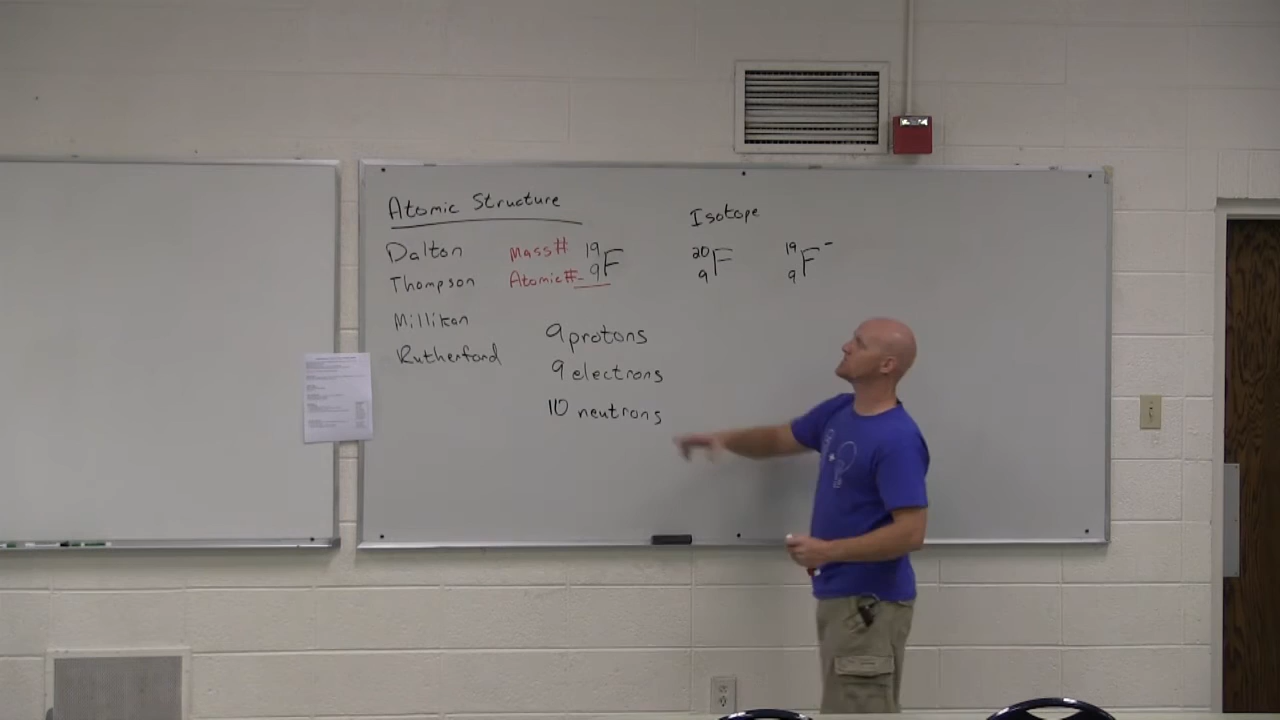 Atomic Structure
Dalton
Thompson
Millikan
Rutherford
Mass# 19
Atomic#- 9 F
9 protons
9 electrons
10 neutrons
Isotope
20
9 F
19
9 F -